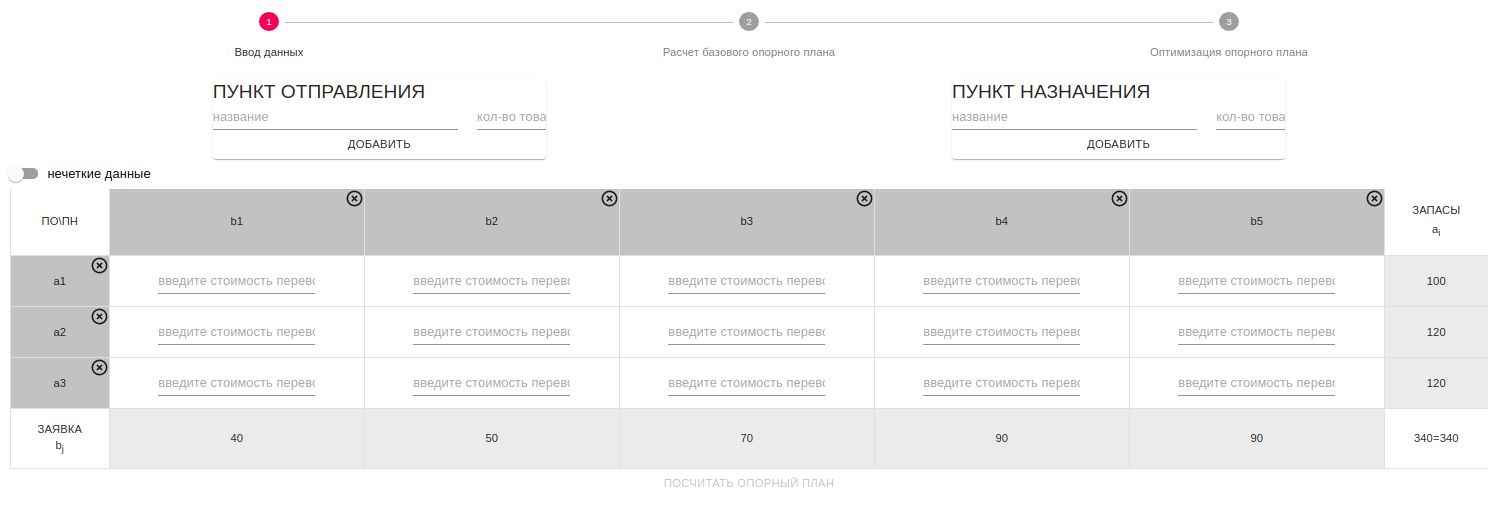 1
2
3
Ввод данных
Расчет базового опорного плана
Оптимизация опорного плана
ПУНКТ ОТПРАВЛЕНИЯ
название
кол-во това
ДОБАВИТЬ
ПУНКТ НАЗНАЧЕНИЯ
название
кол-во това
ДОБАВИТЬ
нечеткие данные
ПО\ПН
b1
b2
b3
b4
b5
ЗАПАСЫ
ai
a1
введите стоимость перево
введите стоимость перево
введите стоимость перево
введите стоимость перево
введите стоимость перево
100
a2
введите стоимость перево
введите стоимость перево
введите стоимость перево
введите стоимость перево
введите стоимость перево
120
a3
введите стоимость перево
введите стоимость перево
введите стоимость перево
введите стоимость перево
введите стоимость перево
120
ЗАЯВКА
bj
40
50
70
90
90
340=340
ПОСЧИТАТЬ ОПОРНЫЙ ПЛАН